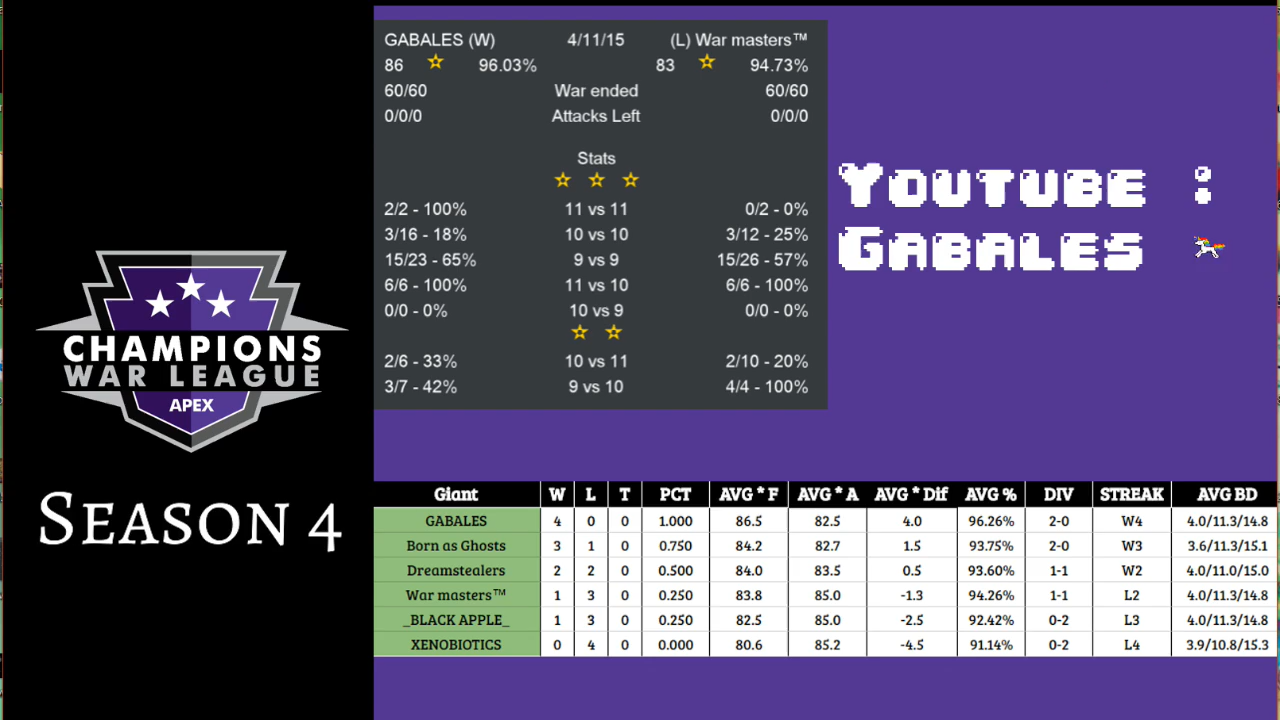 CHAMPIONS
WAR LEAGUE
APEX
SEASON 4
GABALES (W) 4/11/15 (L) War masters™
86 96.03% 83 94.73%
60/60 War ended 60/60
0/0/0 Attacks Left 0/0/0
Stats
2/2 - 100% 11 vs 11 0/2 - 0%
3/16 - 18% 10 vs 10 3/12 - 25%
15/23 - 65% 9 vs 9 15/26 - 57%
6/6 - 100% 11 vs 10 6/6 - 100%
0/0 - 0% 10 vs 9 0/0 - 0%
2/6 - 33% 10 vs 11 2/10 - 20%
3/7 - 42% 9 vs 10 4/4 - 100%
YOUTUBE :
GABALES
Giant W L T PCT AVG * F AVG * A AVG * Dif AVG % DIV STREAK AVG BD
GABALES 4 0 0 1.000 86.5 82.5 4.0 96.26% 2-0 W4 4.0/11.3/14.8
Born as Ghosts 3 1 0 0.750 84.2 82.7 1.5 93.75% 2-0 W3 3.6/11.3/15.1
Dreamstealers 2 2 0 0.500 84.0 83.5 0.5 93.60% 1-1 W2 4.0/11.0/15.0
War masters™ 1 3 0 0.250 83.8 85.0 -1.3 94.26% 1-1 L2 4.0/11.3/14.8
_BLACK APPLE_ 1 3 0 0.250 82.5 85.0 -2.5 92.42% 0-2 L3 4.0/11.3/14.8
XENOBIOTICS 0 4 0 0.000 80.6 85.2 -4.5 91.14% 0-2 L4 3.9/10.8/15.3